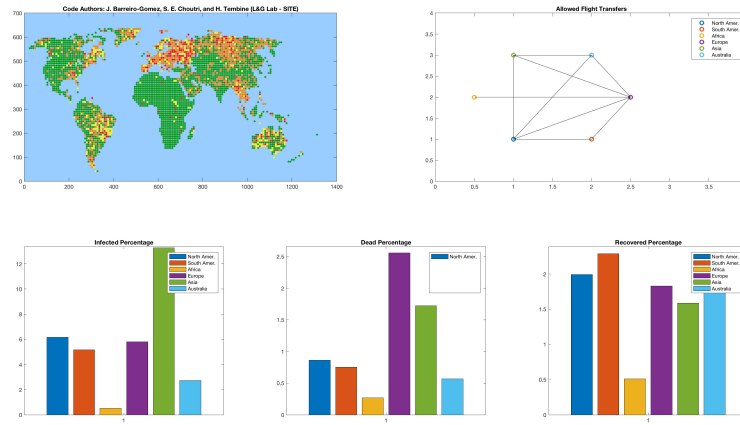 Code Authors: J. Barreiro-Gomez, S. E. Choutri, and H. Tembine (L&G Lab - SITE)
700
600
500
400
300
200
100
0
0 200 400 600 800 1000 1200 1400
Allowed Flight Transfers
4
3.5
3
2.5
2
1.5
1
0.5
0
0 0.5 1 1.5 2 2.5 3 3.5
North Amer.
South Amer.
Africa
Europe
Asia
Australia
Infected Percentage
12
10
8
6
4
2
0
1
North Amer.
South Amer.
Africa
Europe
Asia
Australia
Dead Percentage
2.5
2
1.5
1
0.5
0
1
North Amer.
Recovered Percentage
2
1.5
1
0.5
0
1
North Amer.
South Amer.
Africa
Europe
Asia
Australia